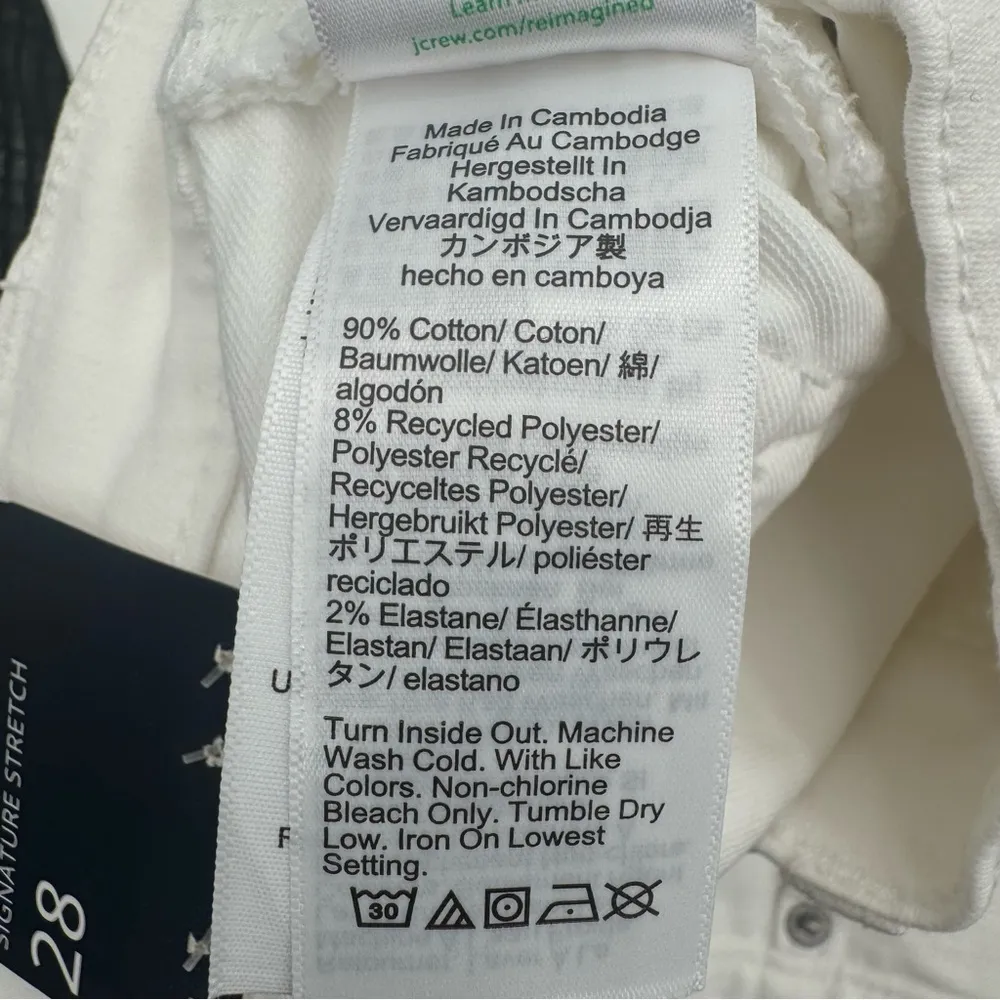 Learn
jcrew.com/reimagined
Made In Cambodia
Fabriqué Au Cambodge
Hergestellt In
Kambodscha
Vervaardigd In Cambodja
カンボジア製
hecho en camboya
90% Cotton/ Coton/
Baumwolle/ Katoen/ 綿/
algodón
8% Recycled Polyester/
Polyester Recyclé/
Recyceltes Polyester/
Hergebruikt Polyester/ 再生
ポリエステル/ poliéster
reciclado
2% Elastane/ Élasthanne/
Elastan/ Elastaan/ ポリウレ
タン/ elastano
Turn Inside Out. Machine
Wash Cold. With Like
Colors. Non-chlorine
Bleach Only. Tumble Dry
Low. Iron On Lowest
Setting.
30
U
F
SIGNATURE STRETCH
28